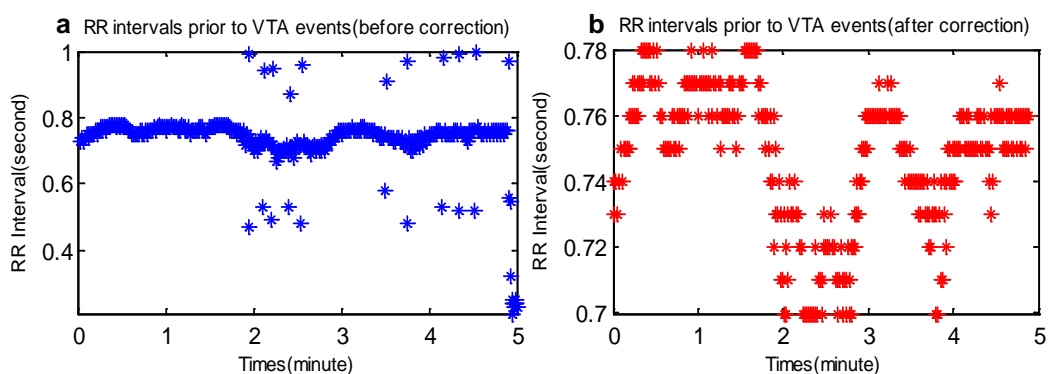 a RR intervals prior to VTA events(before correction)
RR Interval(second)
1
0.8
0.6
0.4
0 1 2 3 4 5
Times(minute)
b RR intervals prior to VTA events(after correction)
RR Interval(second)
0.78
0.76
0.74
0.72
0.7
0 1 2 3 4 5
Times(minute)